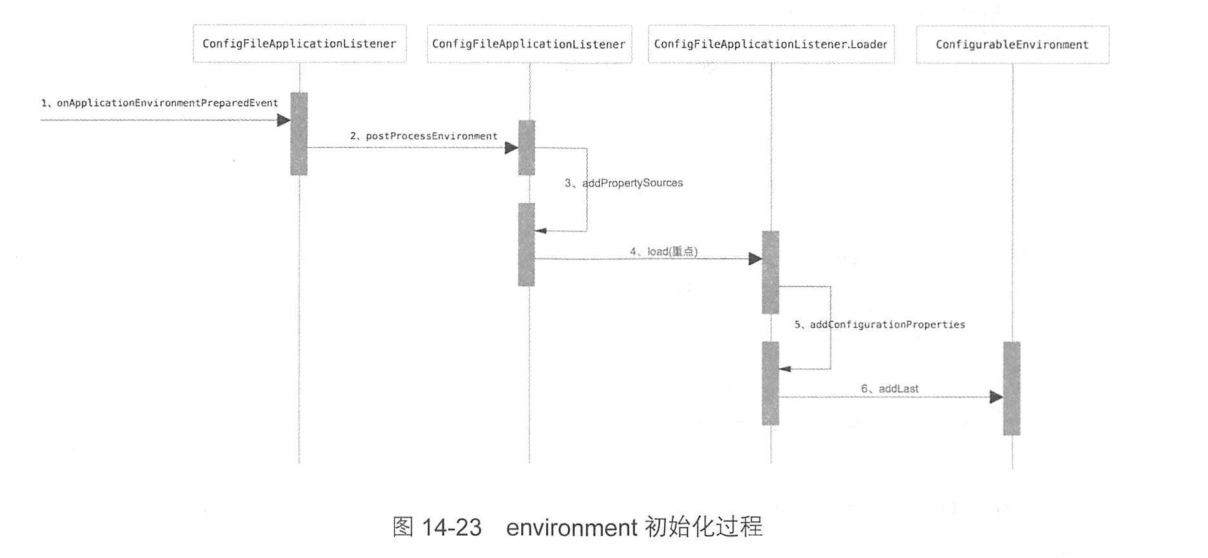 ConfigFileApplicationListener
ConfigFileApplicationListener
ConfigFileApplicationListener.Loader
ConfigurableEnvironment
1、onApplicationEnvironmentPreparedEvent
2、postProcessEnvironment
3、addPropertySources
4、load(重点)
5、addConfigurationProperties
6、addLast
图 14-23 environment 初始化过程